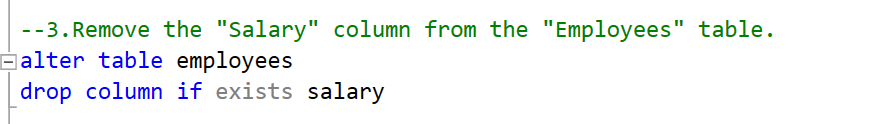 --3.Remove the "Salary" column from the "Employees" table.
alter table employees
drop column if exists salary